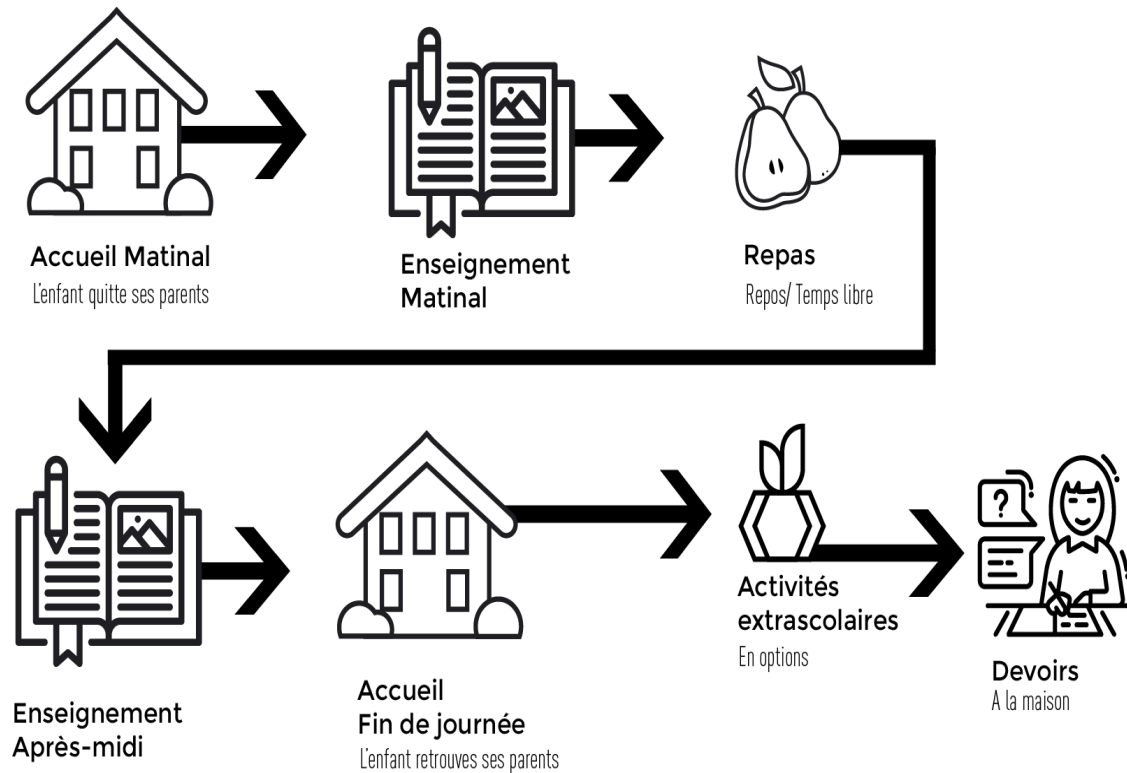 Accueil Matinal
L'enfant quitte ses parents
Enseignement
Matinal
Repas
Repos/ Temps libre
?
Enseignement
Après-midi
Accueil
Fin de journée
L'enfant retrouves ses parents
Activités
extrascolaires
En options
Devoirs
A la maison